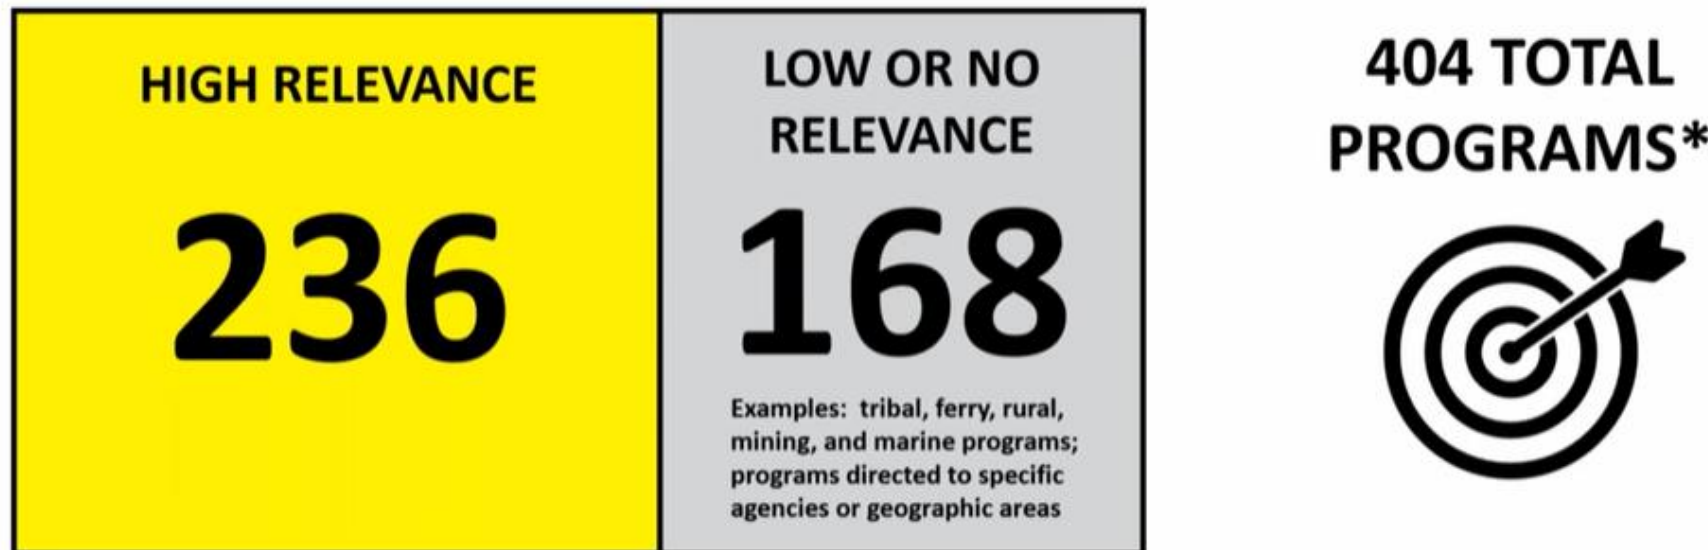 HIGH RELEVANCE
236
LOW OR NO
RELEVANCE
168
Examples:  tribal, ferry, rural,
mining, and marine programs;
programs directed to specific
agencies or geographic areas
404 TOTAL
PROGRAMS*